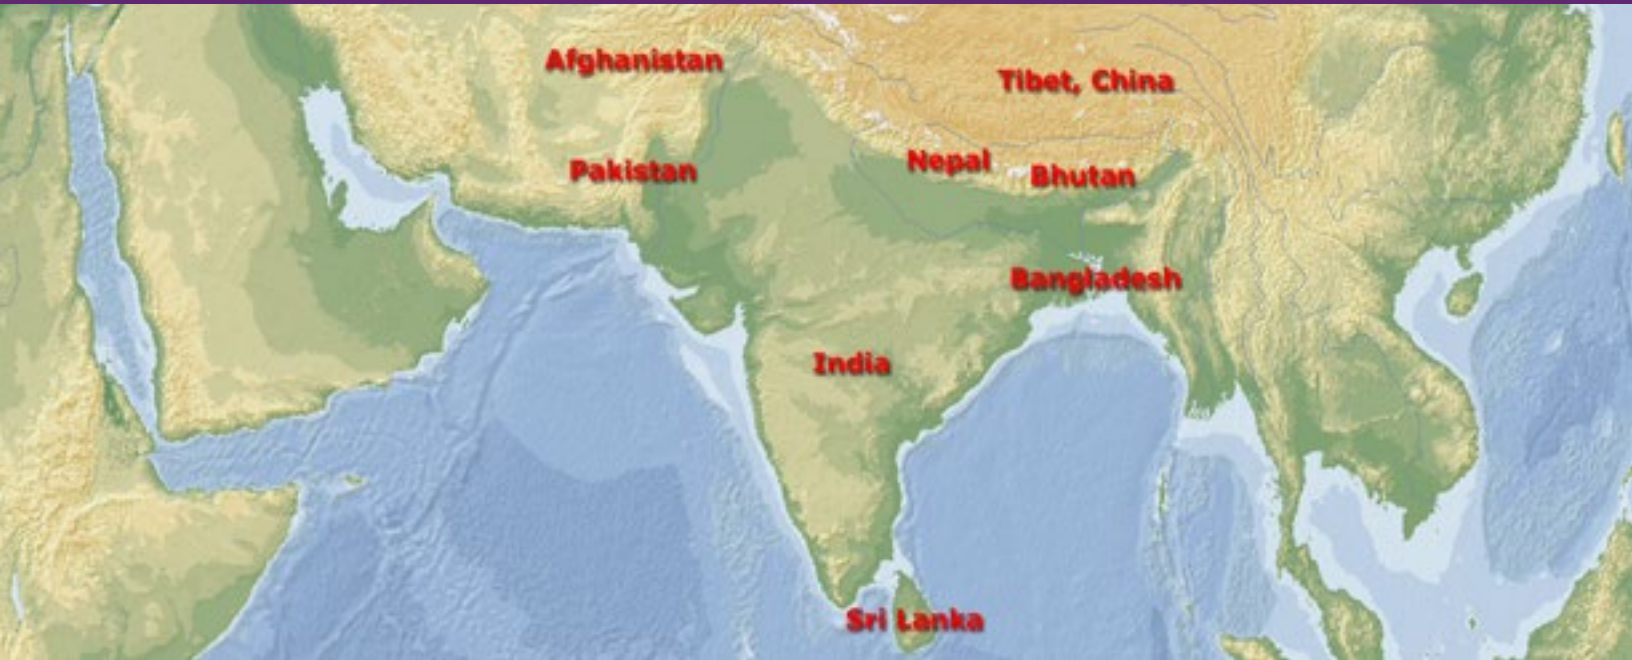 Afghanistan
Tibet, China
Pakistan
Nepal
Bhutan
Bangladesh
India
Sri Lanka